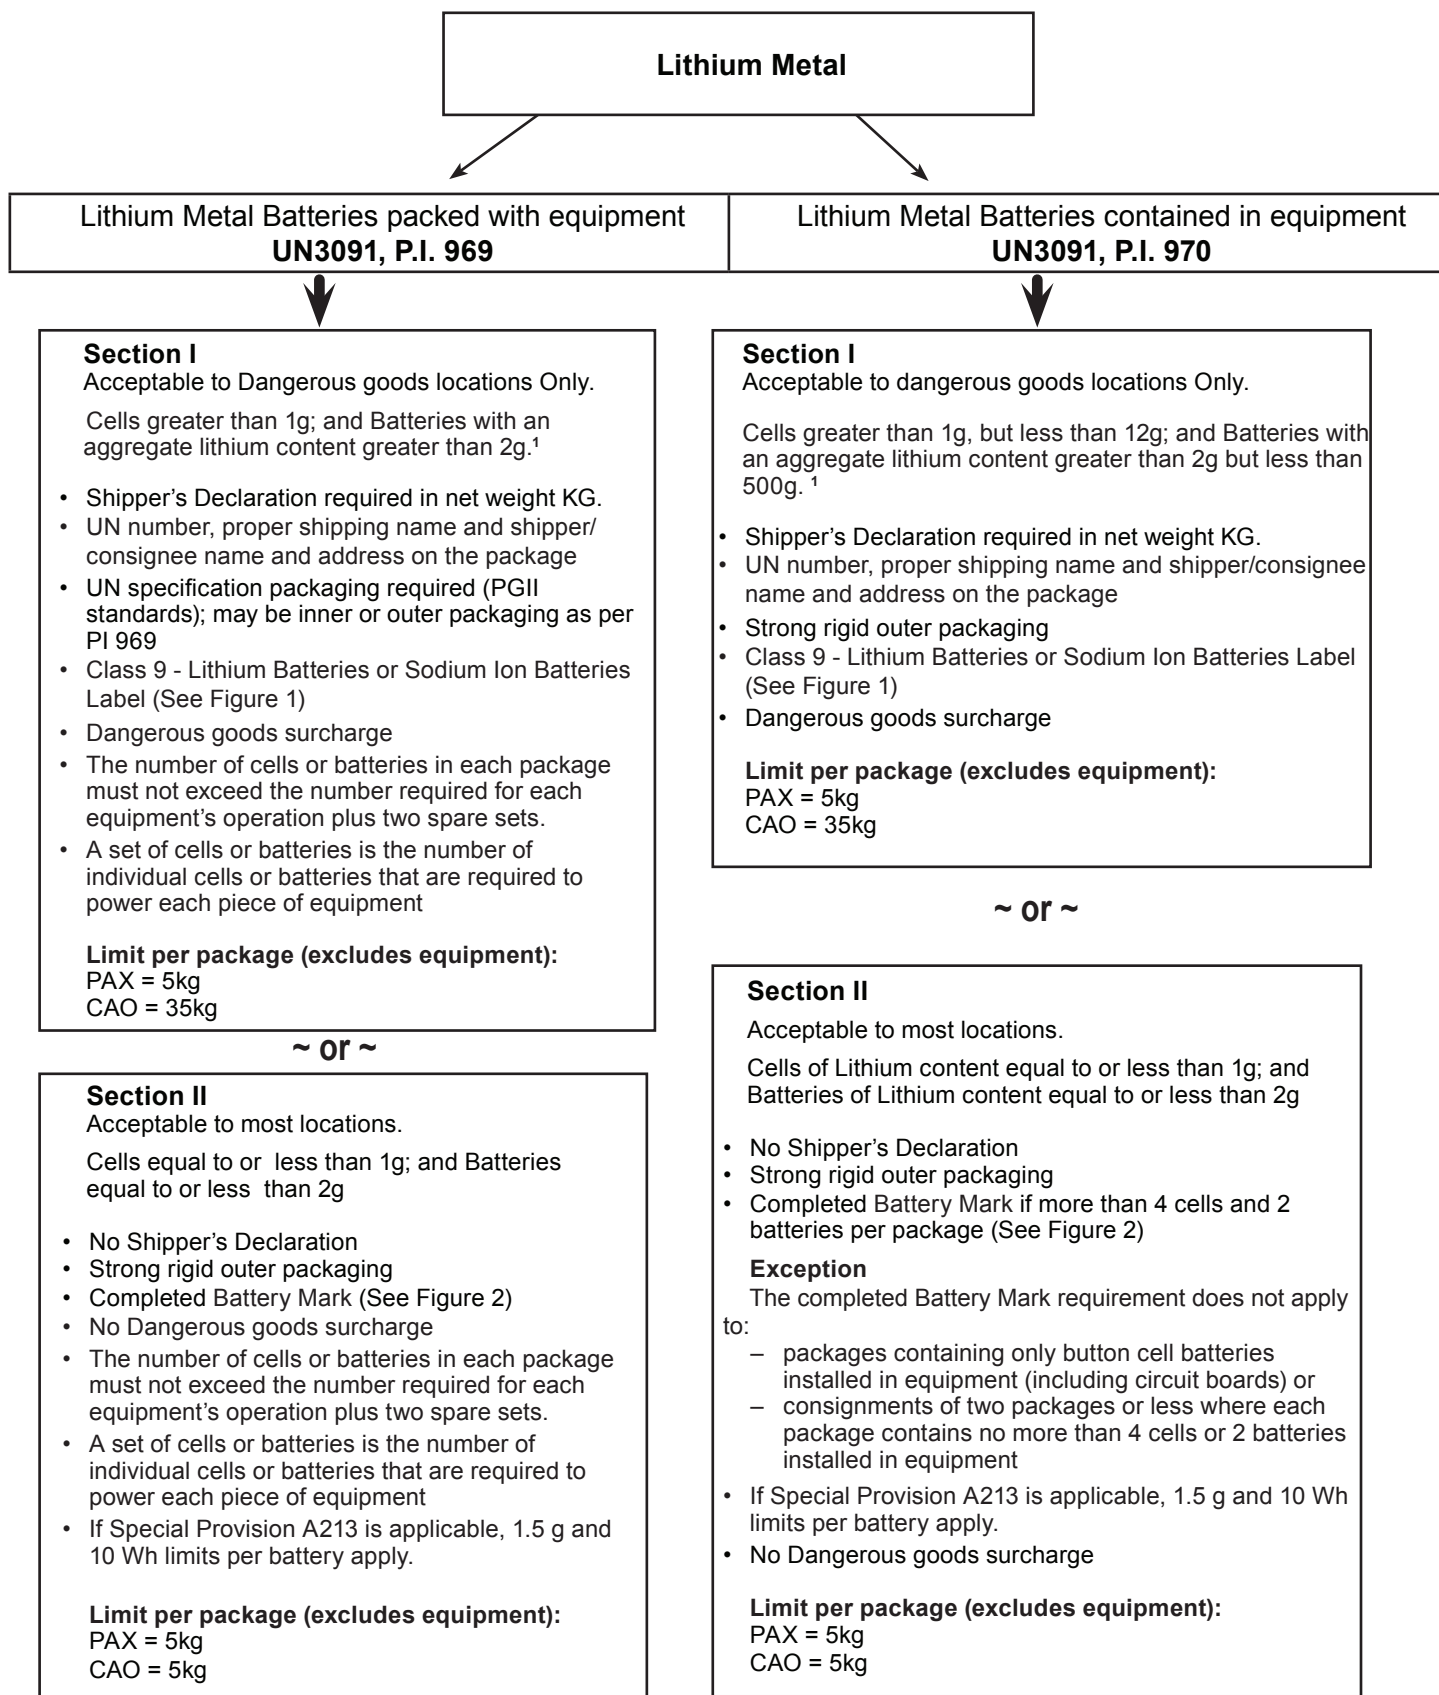 Lithium Metal
Lithium Metal Batteries packed with equipment
UN3091, P.I. 969
Lithium Metal Batteries contained in equipment
UN3091, P.I. 970
Section I
Acceptable to Dangerous goods locations Only.
Cells greater than 1g; and Batteries with an
aggregate lithium content greater than 2g.¹
• Shipper’s Declaration required in net weight KG.
• UN number, proper shipping name and shipper/
consignee name and address on the package
• UN specification packaging required (PGII
standards); may be inner or outer packaging as per
PI 969
• Class 9 - Lithium Batteries or Sodium Ion Batteries
Label (See Figure 1)
• Dangerous goods surcharge
• The number of cells or batteries in each package
must not exceed the number required for each
equipment’s operation plus two spare sets.
• A set of cells or batteries is the number of
individual cells or batteries that are required to
power each piece of equipment
Limit per package (excludes equipment):
PAX = 5kg
CAO = 35kg
~ or ~
Section II
Acceptable to most locations.
Cells equal to or less than 1g; and Batteries
equal to or less than 2g
• No Shipper’s Declaration
• Strong rigid outer packaging
• Completed Battery Mark (See Figure 2)
• No Dangerous goods surcharge
• The number of cells or batteries in each package
must not exceed the number required for each
equipment’s operation plus two spare sets.
• A set of cells or batteries is the number of
individual cells or batteries that are required to
power each piece of equipment
• If Special Provision A213 is applicable, 1.5 g and
10 Wh limits per battery apply.
Limit per package (excludes equipment):
PAX = 5kg
CAO = 5kg
Section I
Acceptable to dangerous goods locations Only.
Cells greater than 1g, but less than 12g; and Batteries with
an aggregate lithium content greater than 2g but less than
500g. ¹
• Shipper’s Declaration required in net weight KG.
• UN number, proper shipping name and shipper/consignee
name and address on the package
• Strong rigid outer packaging
• Class 9 - Lithium Batteries or Sodium Ion Batteries Label
(See Figure 1)
• Dangerous goods surcharge
Limit per package (excludes equipment):
PAX = 5kg
CAO = 35kg
~ or ~
Section II
Acceptable to most locations.
Cells of Lithium content equal to or less than 1g; and
Batteries of Lithium content equal to or less than 2g
• No Shipper’s Declaration
• Strong rigid outer packaging
• Completed Battery Mark if more than 4 cells and 2
batteries per package (See Figure 2)
Exception
The completed Battery Mark requirement does not apply
to:
– packages containing only button cell batteries
installed in equipment (including circuit boards) or
– consignments of two packages or less where each
package contains no more than 4 cells or 2 batteries
installed in equipment
• If Special Provision A213 is applicable, 1.5 g and 10 Wh
limits per battery apply.
• No Dangerous goods surcharge
Limit per package (excludes equipment):
PAX = 5kg
CAO = 5kg